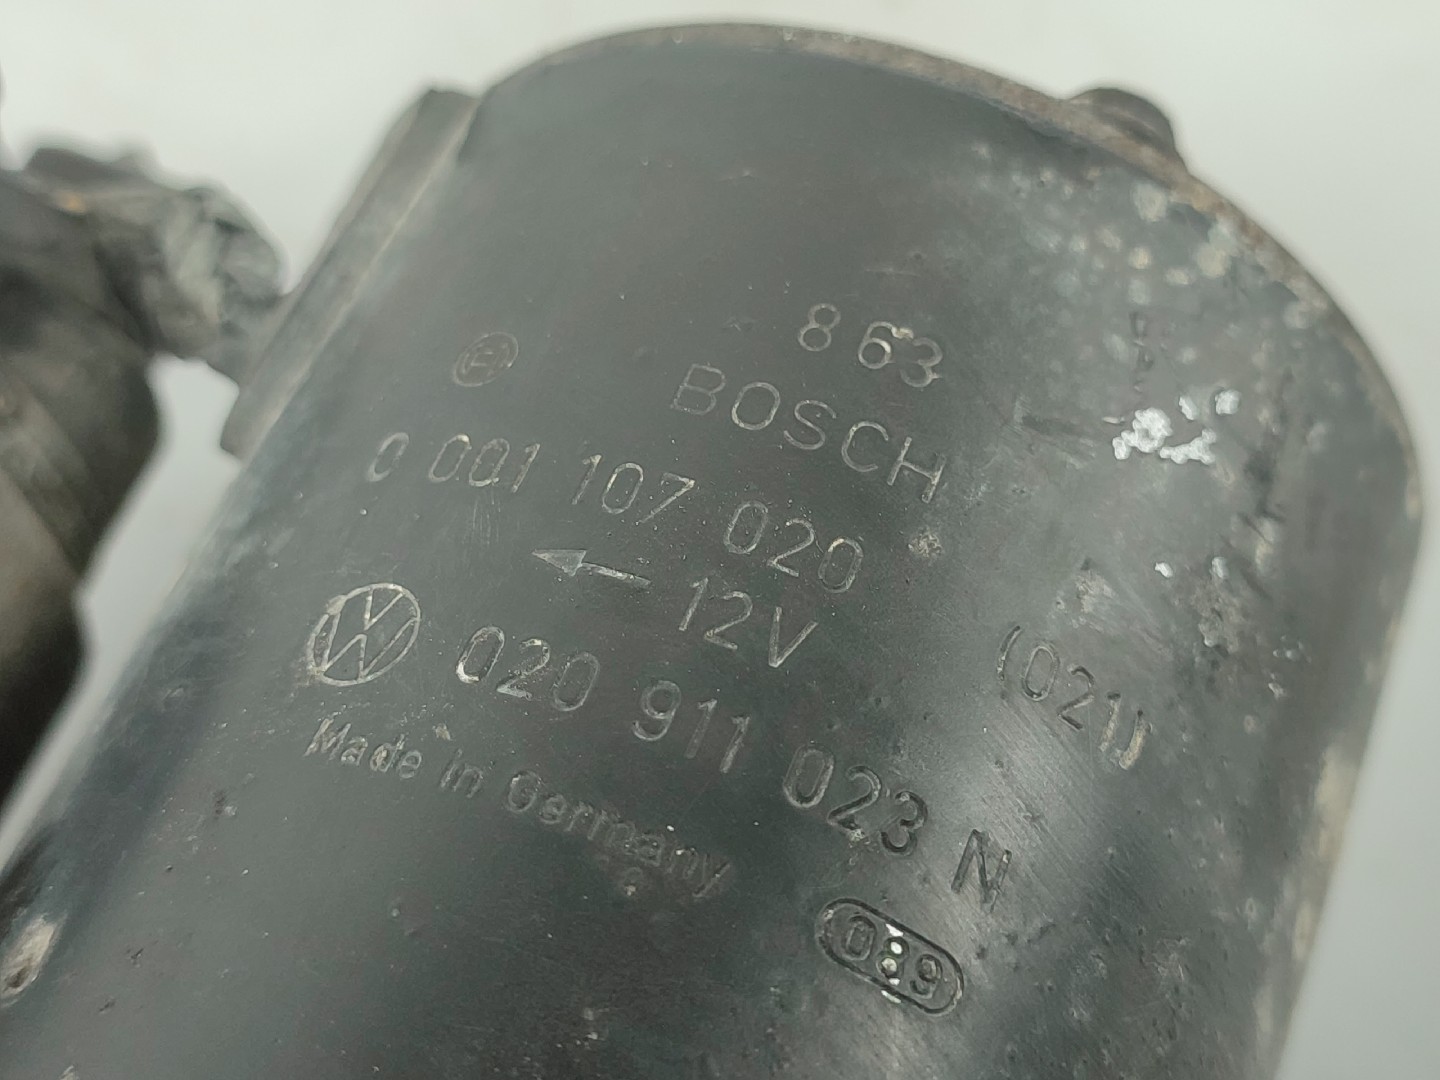 863
BOSCH
0 001 107 020
12V
020 911 023 N
(021)
Made in Germany
089